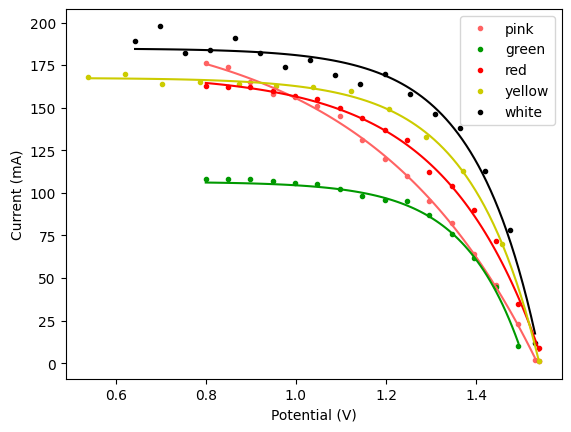 200
175
150
125
100
75
50
25
0
Current (mA)
0.6 0.8 1.0 1.2 1.4
Potential (V)
pink
green
red
yellow
white